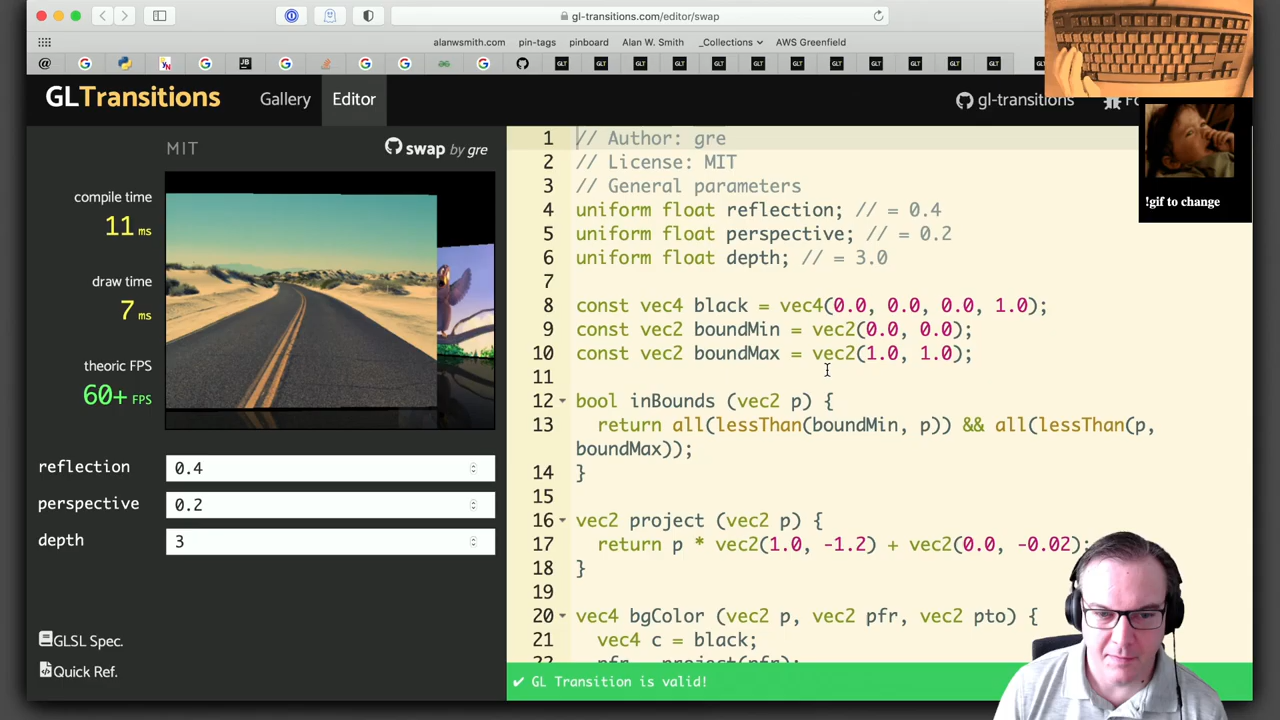 gl-transitions.com/editor/swap
alanwsmith.com pin-tags pinboard Alan W. Smith _Collections AWS Greenfield
GLTransitions Gallery Editor gl-transitions
MIT swap by gre
compile time
11 ms
draw time
7 ms
theoric FPS
60+ FPS
reflection 0.4
perspective 0.2
depth 3
GLSL Spec.
Quick Ref.
1 // Author: gre
2 // License: MIT
3 // General parameters
4 uniform float reflection; // = 0.4
5 uniform float perspective; // = 0.2
6 uniform float depth; // = 3.0
7
8 const vec4 black = vec4(0.0, 0.0, 0.0, 1.0);
9 const vec2 boundMin = vec2(0.0, 0.0);
10 const vec2 boundMax = vec2(1.0, 1.0);
11
12 bool inBounds (vec2 p) {
13 return all(lessThan(boundMin, p)) && all(lessThan(p,
boundMax));
14 }
15
16 vec2 project (vec2 p) {
17 return p * vec2(1.0, -1.2) + vec2(0.0, -0.02);
18 }
19
20 vec4 bgColor (vec2 p, vec2 pfr, vec2 pto) {
21 vec4 c = black;
22 pfr = project(pfr);
✔ GL Transition is valid!
!gif to change